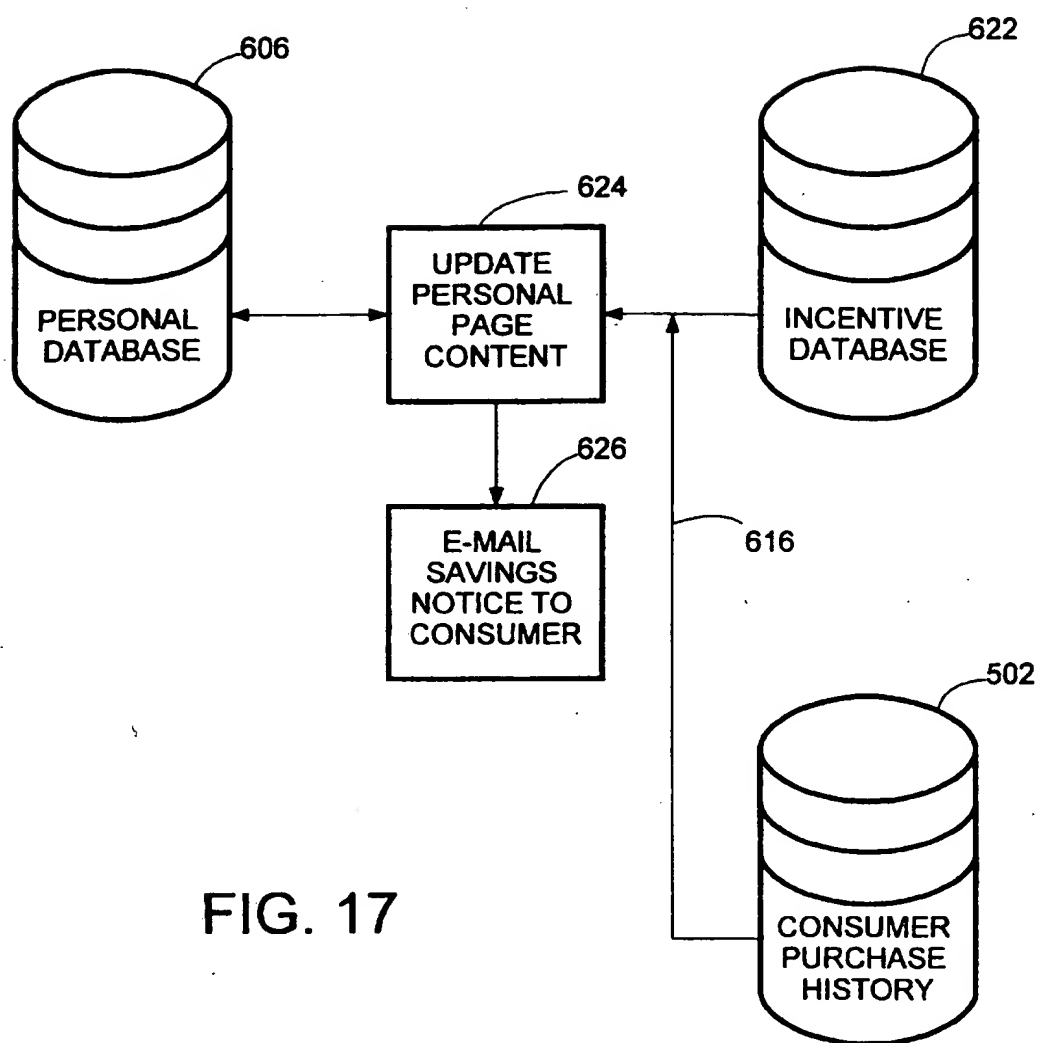 606
622
624
UPDATE
PERSONAL
PAGE
CONTENT
PERSONAL
DATABASE
INCENTIVE
DATABASE
626
E-MAIL
SAVINGS
NOTICE TO
CONSUMER
616
502
CONSUMER
PURCHASE
HISTORY
FIG. 17